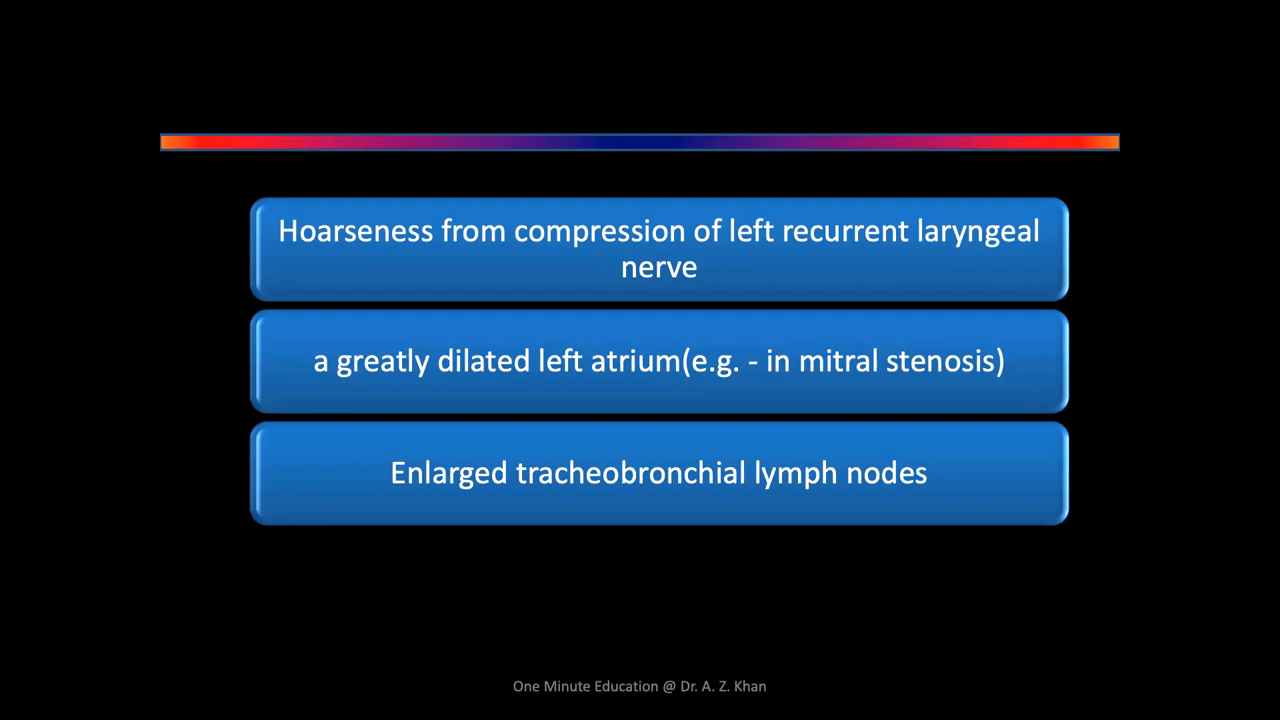 Hoarseness from compression of left recurrent laryngeal
nerve
a greatly dilated left atrium(e.g. - in mitral stenosis)
Enlarged tracheobronchial lymph nodes
One Minute Education @ Dr. A. Z. Khan